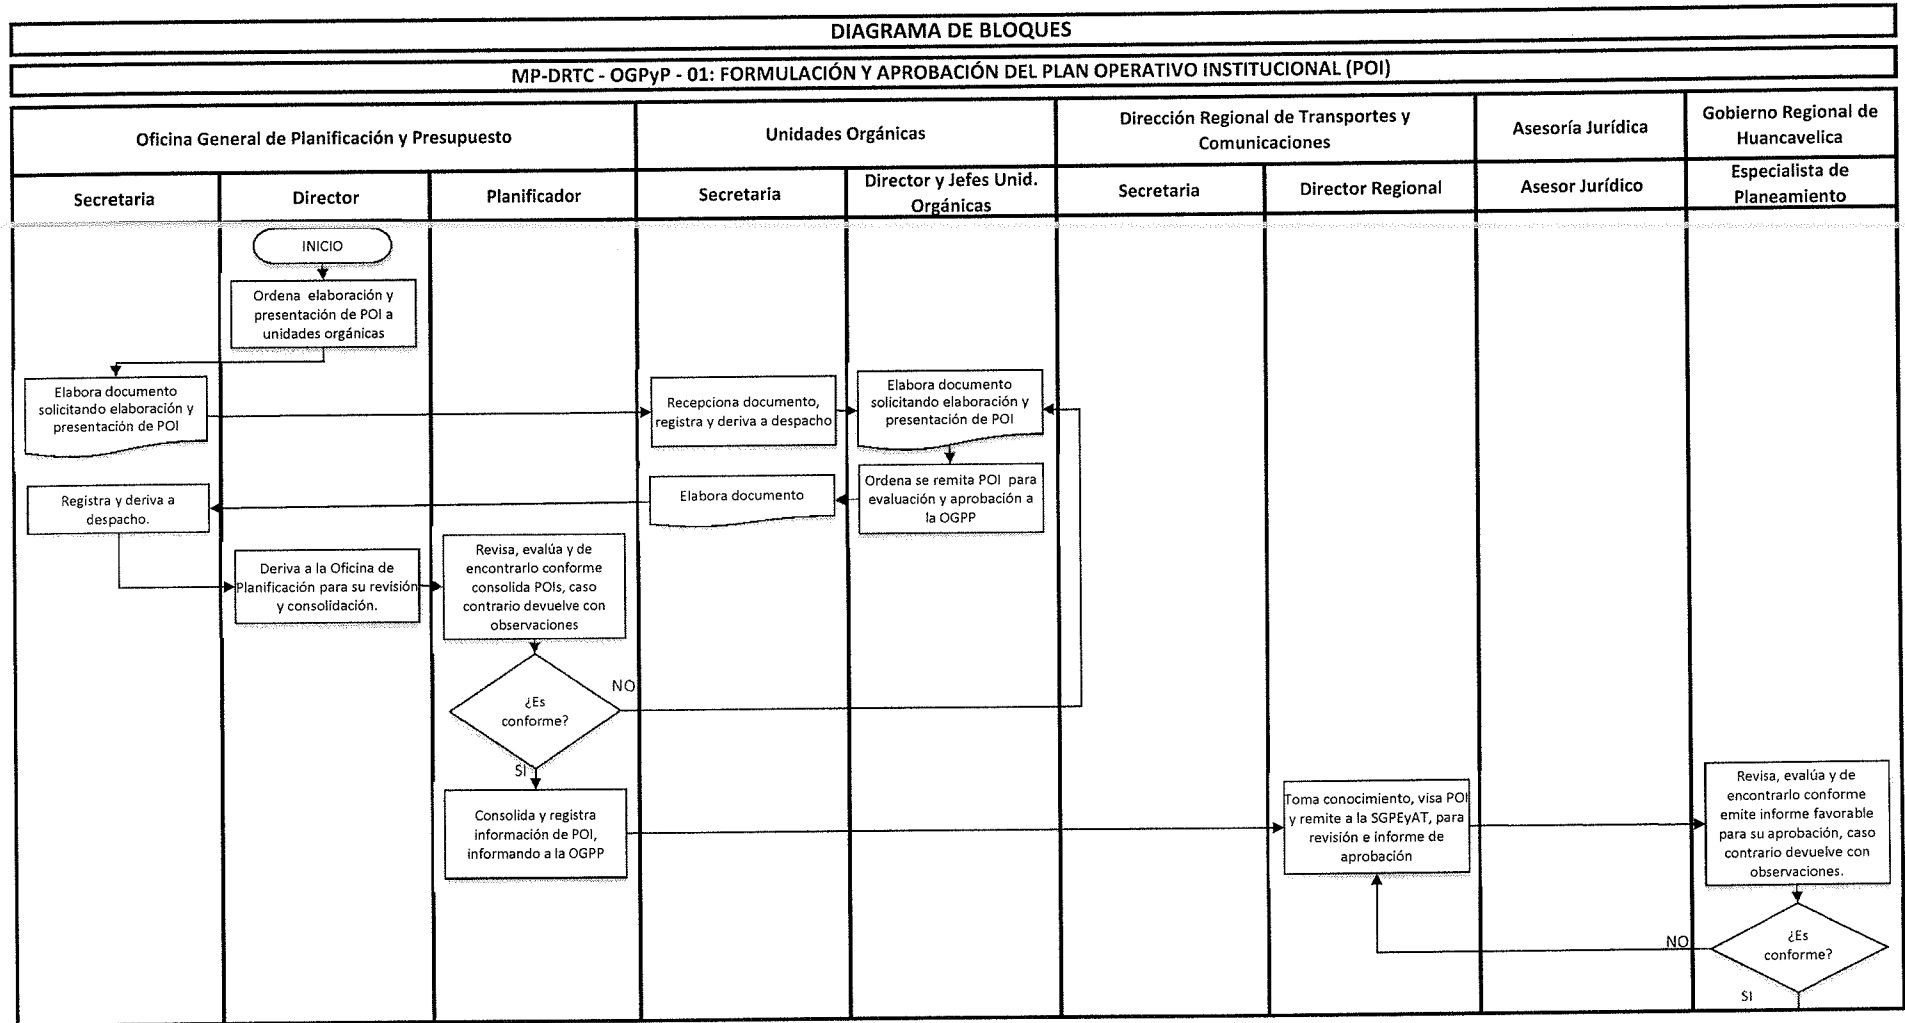 DIAGRAMA DE BLOQUES
MP-DRTC - OGPyP - 01: FORMULACIÓN Y APROBACIÓN DEL PLAN OPERATIVO INSTITUCIONAL (POI)
Oficina General de Planificación y Presupuesto
Unidades Orgánicas
Dirección Regional de Transportes y
Comunicaciones
Asesoría Jurídica
Gobierno Regional de
Huancavelica
Secretaria
Director
Planificador
Secretaria
Director y Jefes Unid.
Orgánicas
Secretaria
Director Regional
Asesor Jurídico
Especialista de
Planeamiento
INICIO
Ordena elaboración y
presentación de POI a
unidades orgánicas
Elabora documento
solicitando elaboración y
presentación de POI
Recepciona documento,
registra y deriva a despacho
Elabora documento
solicitando elaboración y
presentación de POI
Ordena se remita POI para
evaluación y aprobación a
la OGPP
Elabora documento
Registra y deriva a
despacho.
Deriva a la Oficina de
Planificación para su revisión
y consolidación.
Revisa, evalúa y de
encontrarlo conforme
consolida POIs, caso
contrario devuelve con
observaciones
¿Es
conforme?
NO
SI
Consolida y registra
información de POI,
informando a la OGPP
Toma conocimiento, visa POI
y remite a la SGPEyAT, para
revisión e informe de
aprobación
Revisa, evalúa y de
encontrarlo conforme
emite informe favorable
para su aprobación, caso
contrario devuelve con
observaciones.
¿Es
conforme?
NO
SI